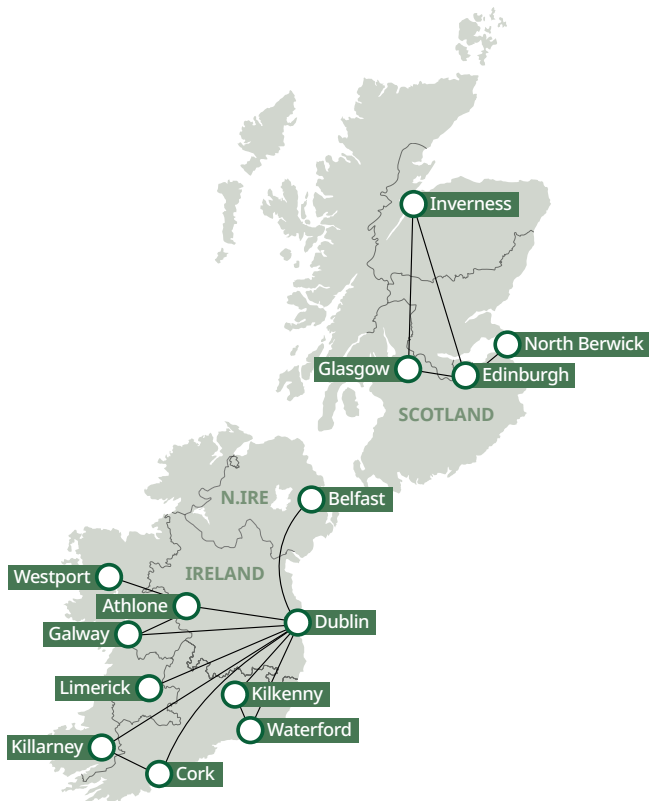 Inverness
North Berwick
Glasgow
Edinburgh
SCOTLAND
N.IRE
Belfast
Westport
IRELAND
Athlone
Dublin
Galway
Limerick
Kilkenny
Waterford
Killarney
Cork